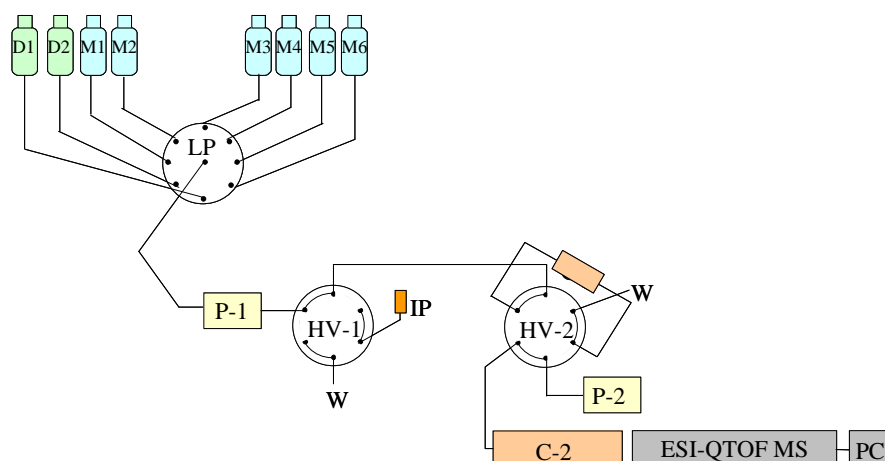 D1 D2 M1 M2 M3 M4 M5 M6
LP
IP
W
P-1
HV-1
HV-2
W
P-2
C-2
ESI-QTOF MS
PC